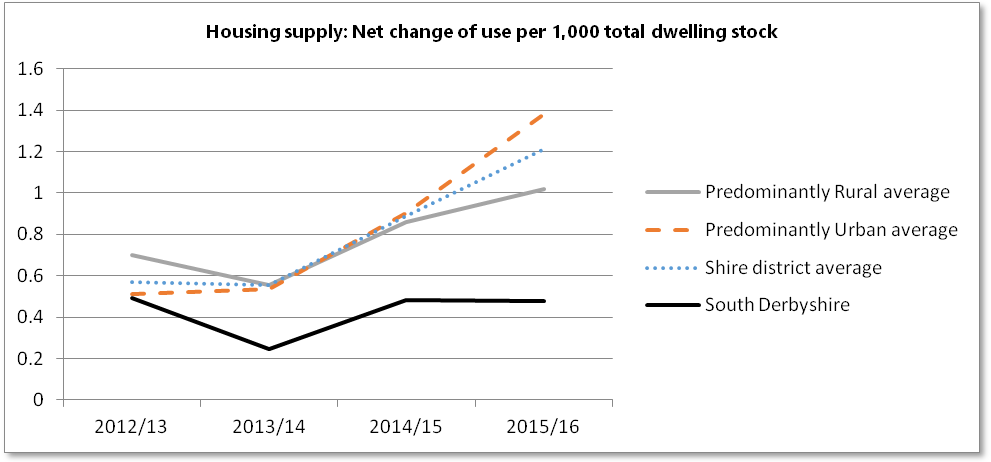 Housing supply: Net change of use per 1,000 total dwelling stock
1.6
1.4
1.2
1
0.8
0.6
0.4
0.2
0
2012/13 2013/14 2014/15 2015/16
Predominantly Rural average
Predominantly Urban average
Shire district average
South Derbyshire